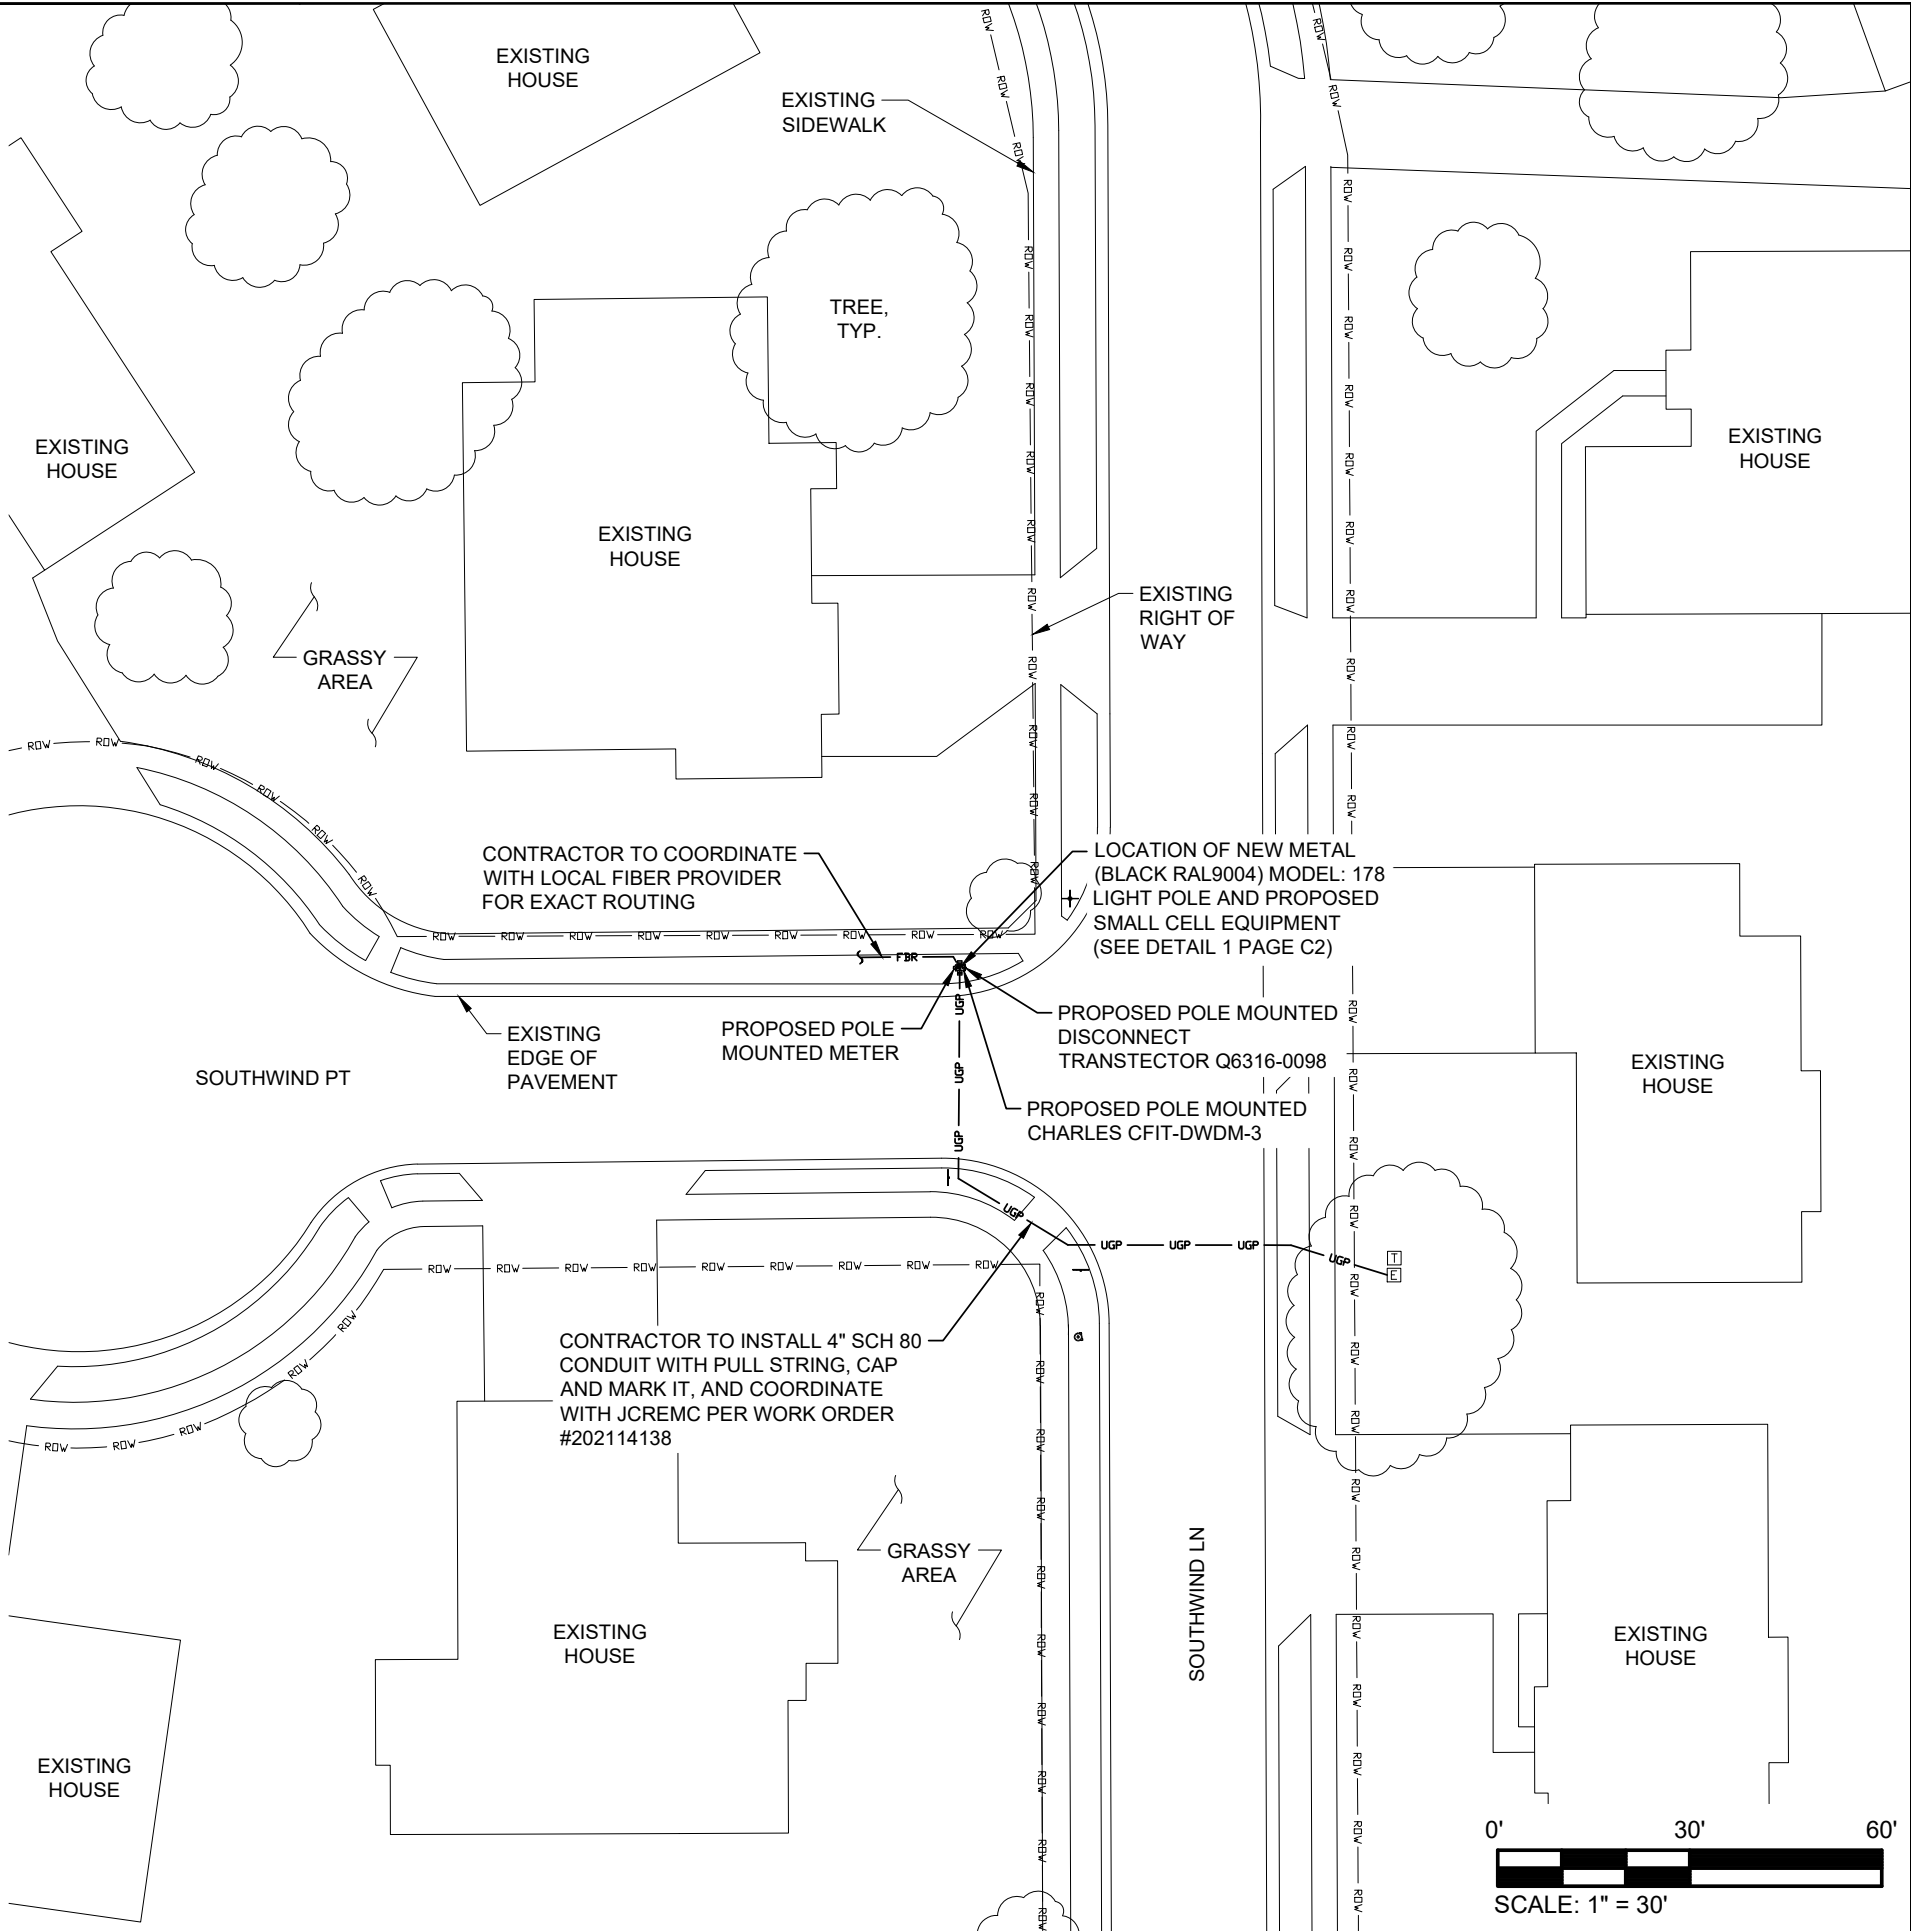 EXISTING
HOUSE
EXISTING
SIDEWALK
TREE,
TYP.
EXISTING
HOUSE
EXISTING
HOUSE
EXISTING
HOUSE
EXISTING
RIGHT OF
WAY
GRASSY
AREA
ROW
CONTRACTOR TO COORDINATE
WITH LOCAL FIBER PROVIDER
FOR EXACT ROUTING
LOCATION OF NEW METAL
(BLACK RAL9004) MODEL: 178
LIGHT POLE AND PROPOSED
SMALL CELL EQUIPMENT
(SEE DETAIL 1 PAGE C2)
FBR
UGP
PROPOSED POLE
MOUNTED METER
PROPOSED POLE MOUNTED
DISCONNECT
TRANSTECTOR Q6316-0098
EXISTING
EDGE OF
PAVEMENT
SOUTHWIND PT
PROPOSED POLE MOUNTED
CHARLES CFIT-DWDM-3
EXISTING
HOUSE
UGP
UGP
UGP
UGP
UGP
UGP
UGP
T
E
CONTRACTOR TO INSTALL 4" SCH 80
CONDUIT WITH PULL STRING, CAP
AND MARK IT, AND COORDINATE
WITH JCREMC PER WORK ORDER
#202114138
GRASSY
AREA
SOUTHWIND LN
EXISTING
HOUSE
EXISTING
HOUSE
EXISTING
HOUSE
0' 30' 60'
SCALE: 1" = 30'